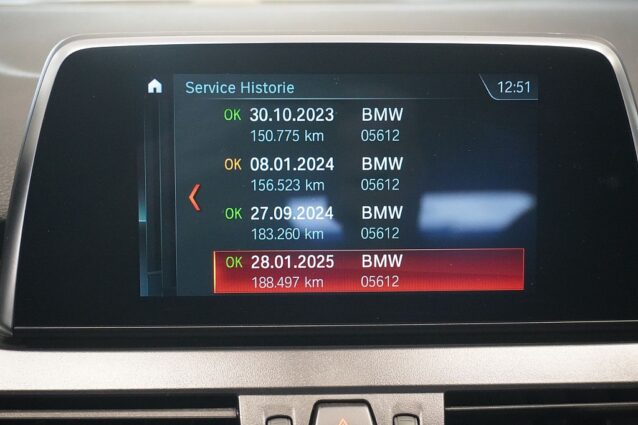 Service Historie 12:51
OK 30.10.2023 BMW
150.775 km 05612
OK 08.01.2024 BMW
156.523 km 05612
OK 27.09.2024 BMW
183.260 km 05612
OK 28.01.2025 BMW
188.497 km 05612